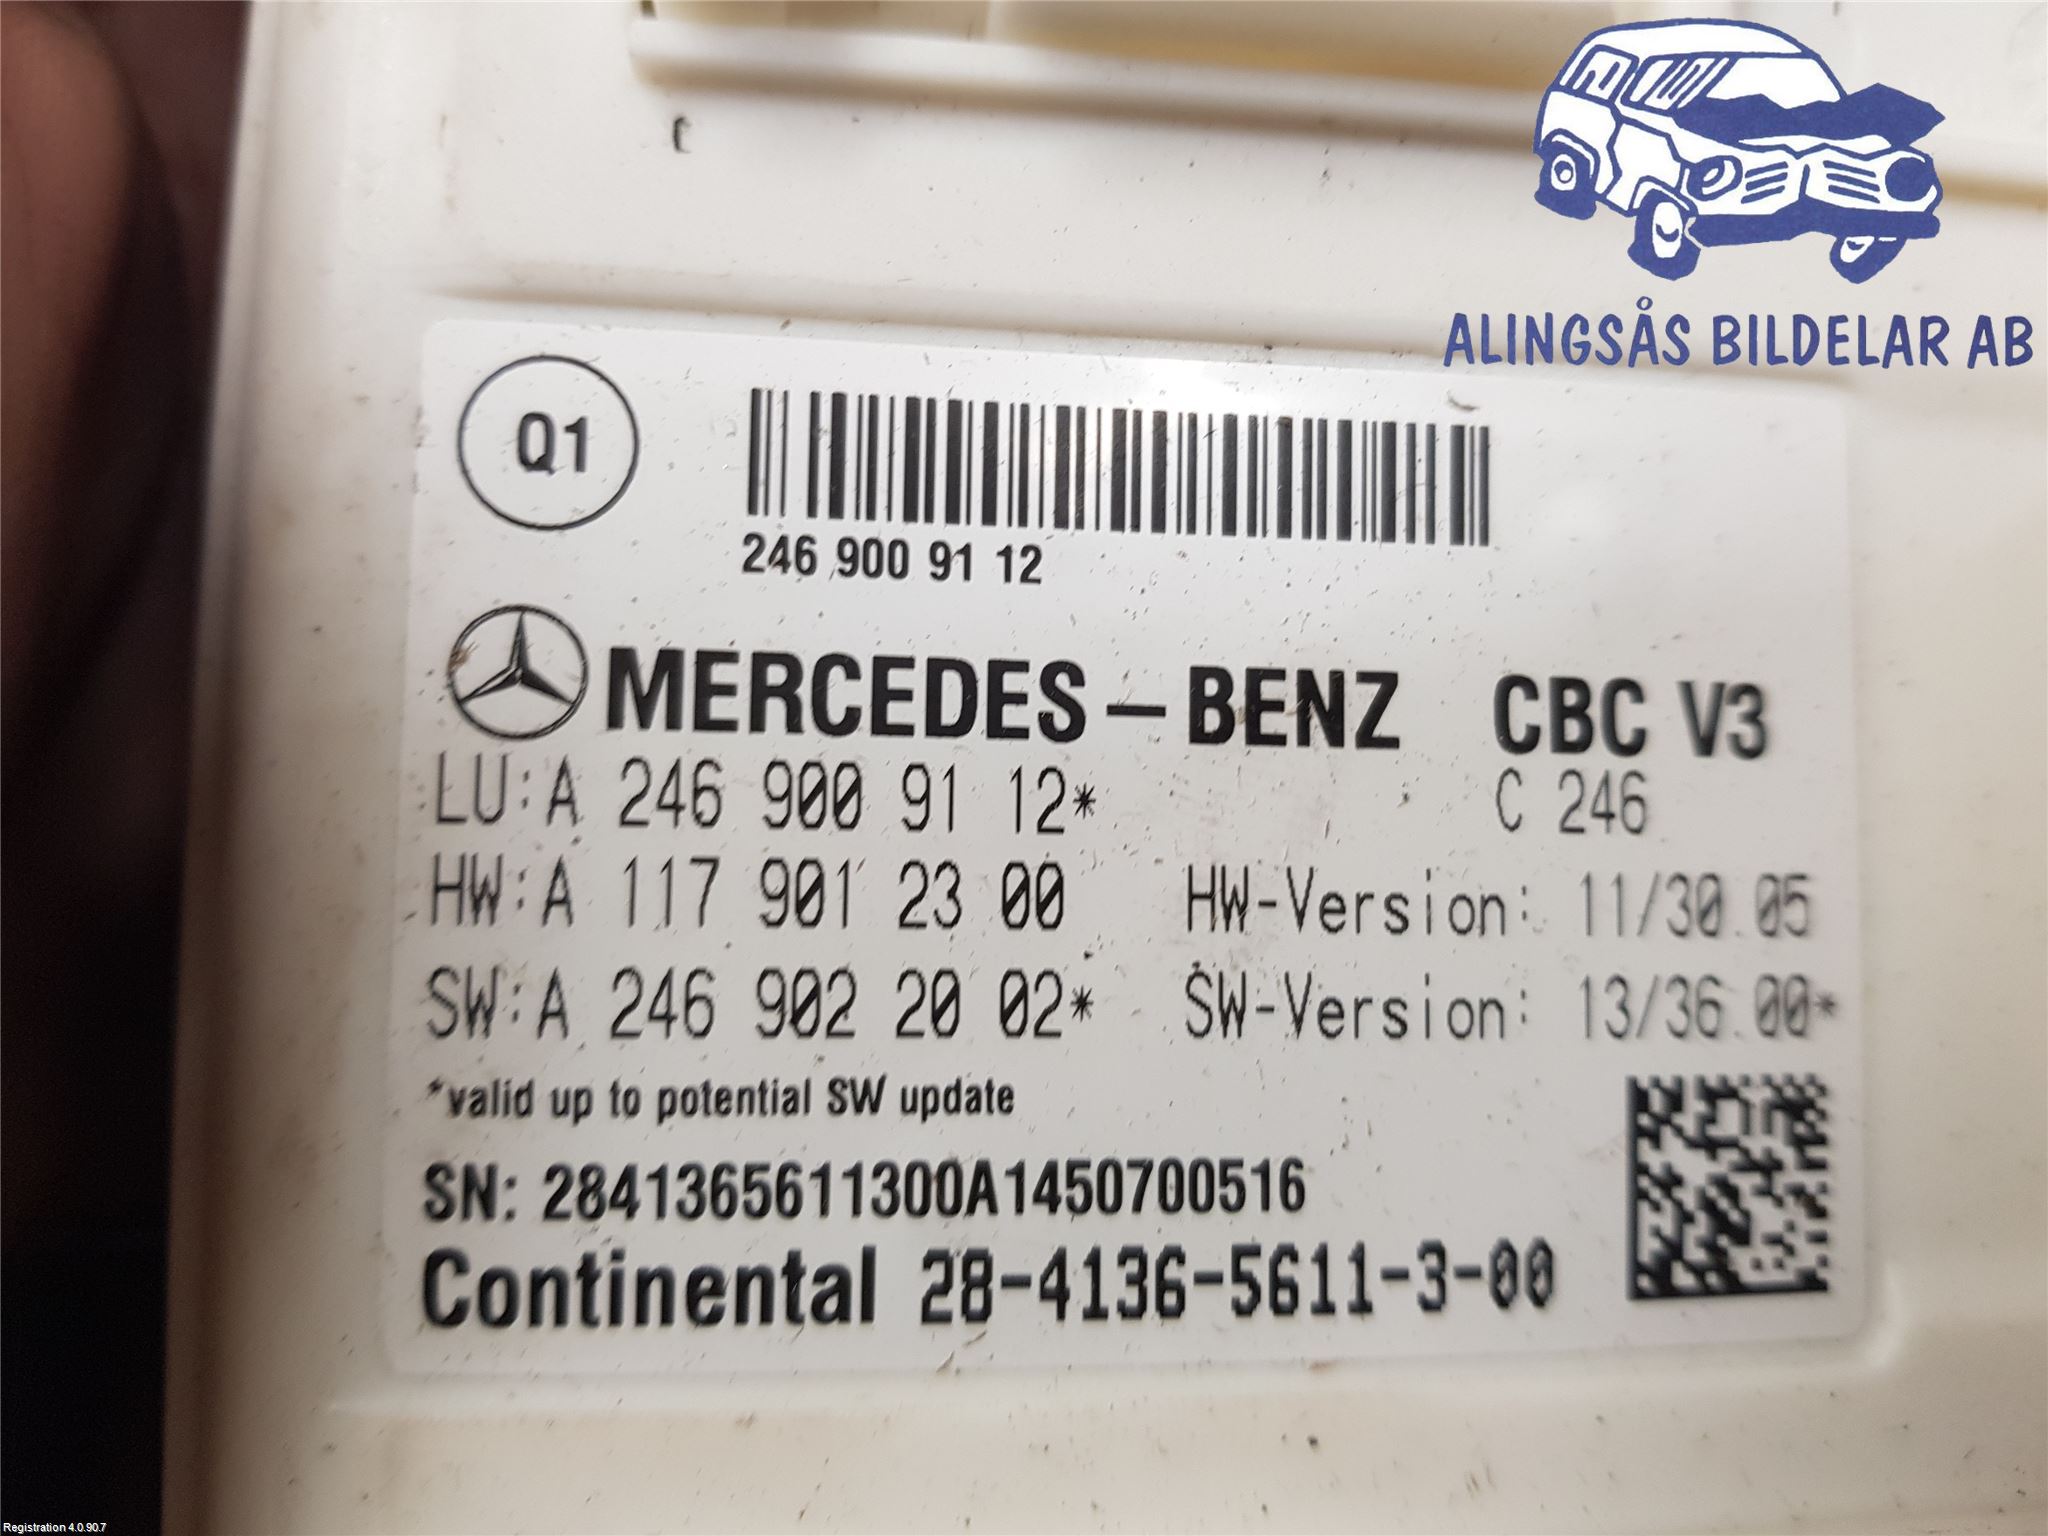 ALINGSÅS BILDELAR AB
Q1
246 900 91 12
MERCEDES-BENZ CBC V3
LU:A 246 900 91 12* C 246
HW:A 117 901 23 00 HW-Version: 11/30.05
SW:A 246 902 20 02* SW-Version: 13/36.00*
*valid up to potential SW update
SN: 2841365611300A1450700516
Continental 28-4136-5611-3-00
Registration 4.0.90.7